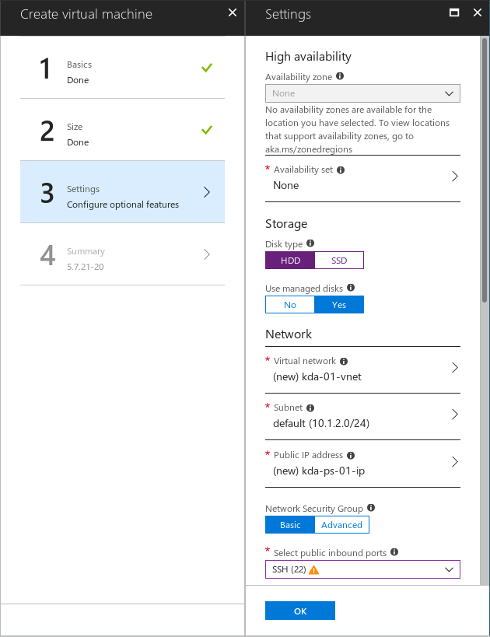 Create virtual machine
1
Basics
Done
2
Size
Done
3
Settings
Configure optional features
4
Summary
5.7.21-20
Settings
High availability
Availability zone
None
No availability zones are available for the
location you have selected. To view locations
that support availability zones, go to
aka.ms/zonedregions
* Availability set
None
Storage
Disk type
HDD SSD
Use managed disks
No Yes
Network
* Virtual network
(new) kda-01-vnet
* Subnet
default (10.1.2.0/24)
* Public IP address
(new) kda-ps-01-ip
Network Security Group
Basic Advanced
* Select public inbound ports
SSH (22)
OK